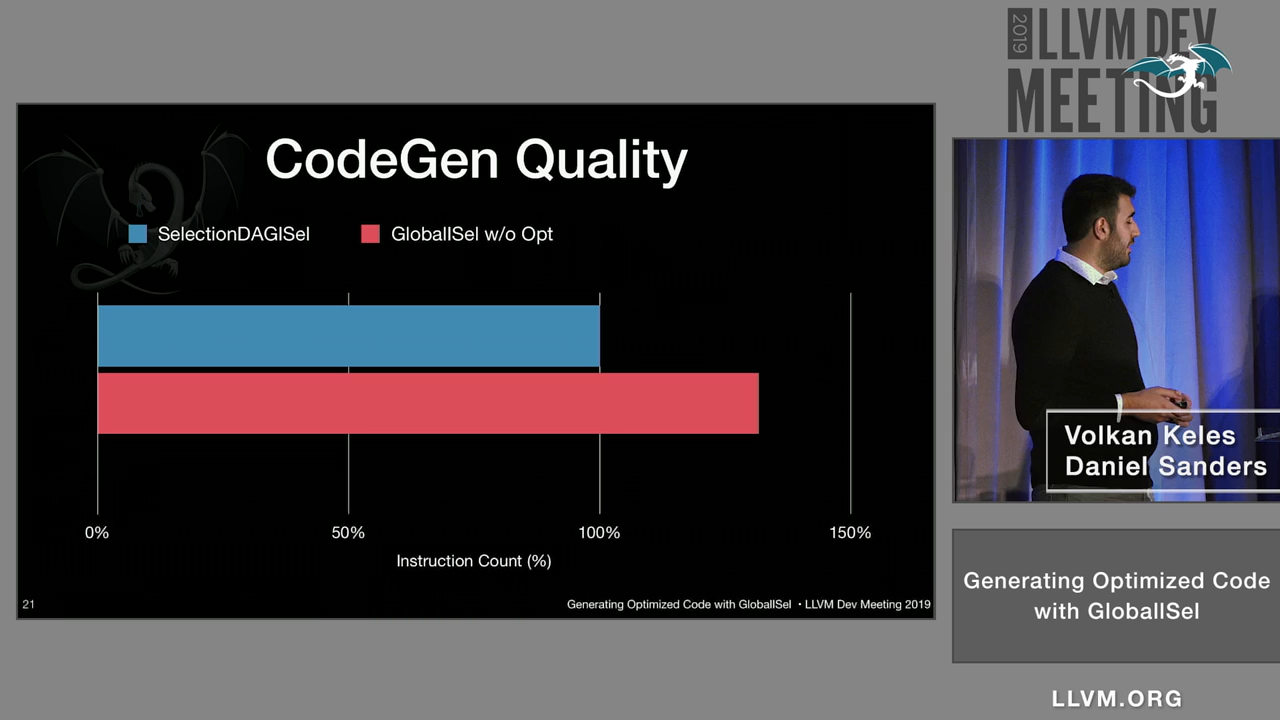 CodeGen Quality
SelectionDAGISel
GlobalISel w/o Opt
0%
50%
100%
150%
Instruction Count (%)
21
Generating Optimized Code with GlobalISel • LLVM Dev Meeting 2019
2019
LLVM DEV
MEETING
Volkan Keles
Daniel Sanders
Generating Optimized Code
with GlobalISel
LLVM.ORG